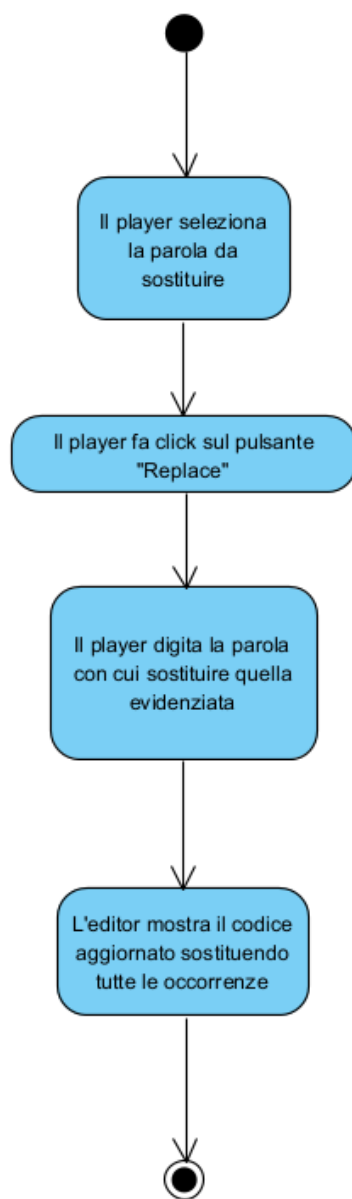 Il player seleziona
la parola da
sostituire
Il player fa click sul pulsante
"Replace"
Il player digita la parola
con cui sostituire quella
evidenziata
L'editor mostra il codice
aggiornato sostituendo
tutte le occorrenze